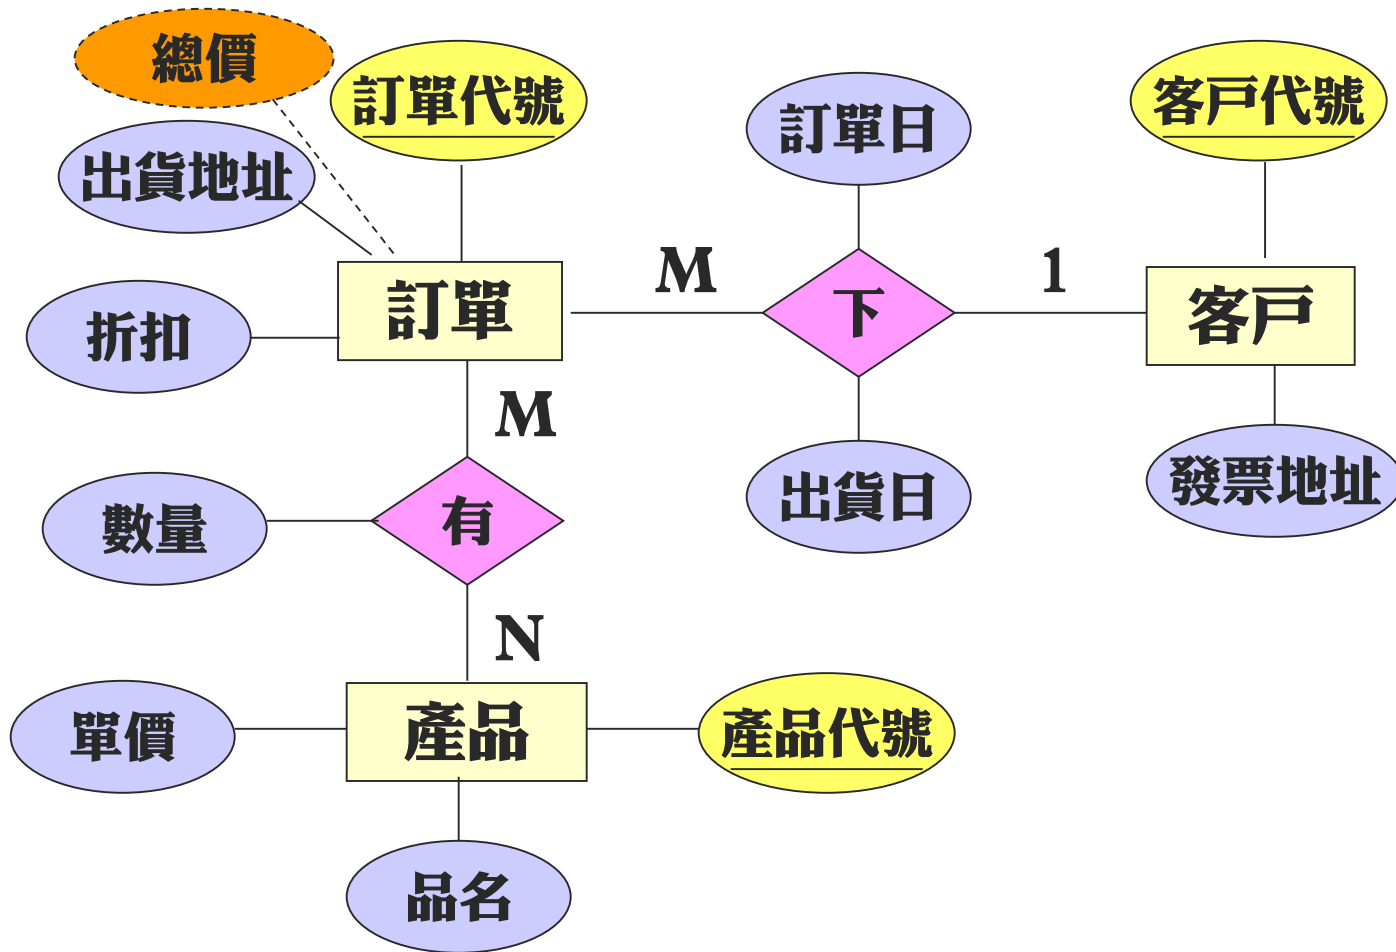 總價
訂單代號
客戶代號
訂單日
出貨地址
M
1
訂單
下
客戶
折扣
M
發票地址
出貨日
數量
有
N
單價
產品
產品代號
品名